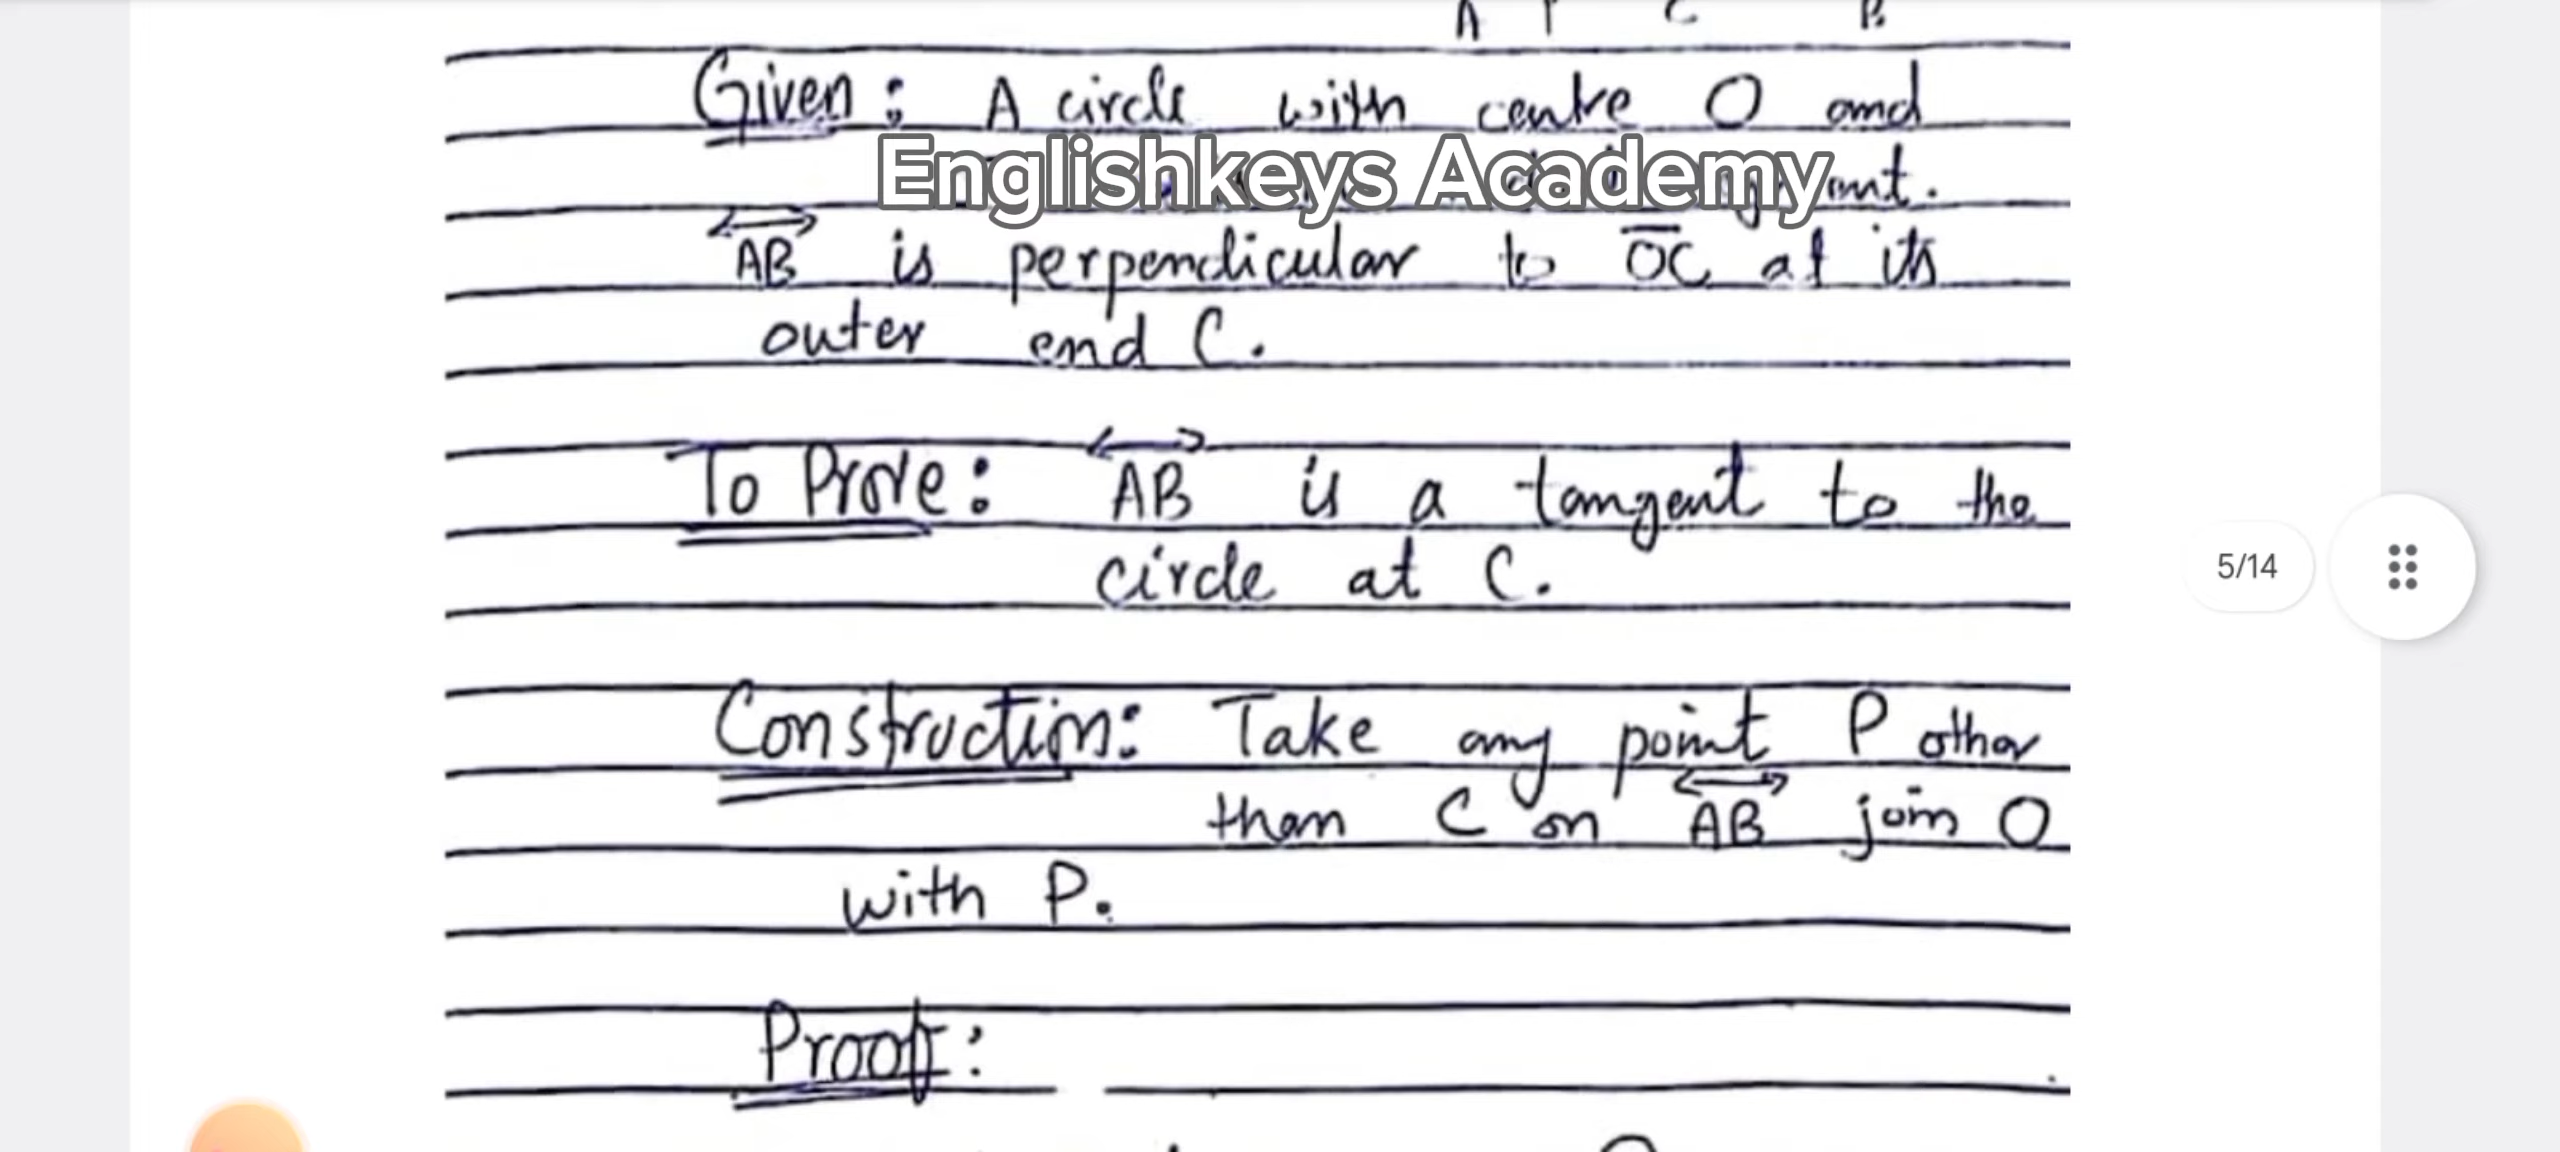 A P C B
Given: A circle with centre O and
Englishkeys Academy
AB is perpendicular to OC at its
outer end C.
To Prove: AB is a tangent to the
circle at C.
Construction: Take any point P other
than C on AB join O
5/14
with P.
Proof: